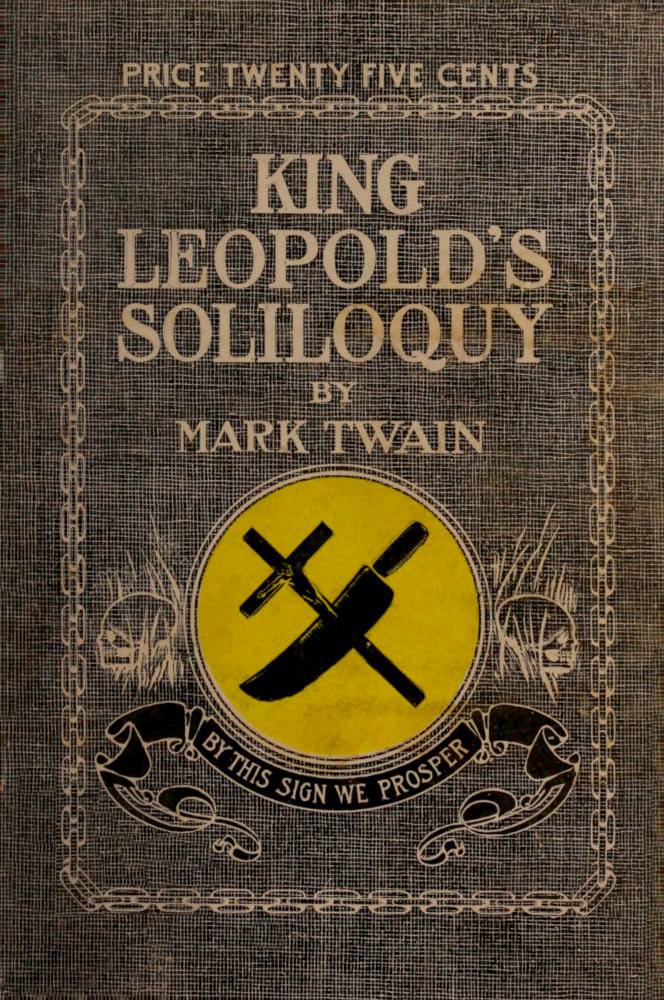 PRICE TWENTY FIVE CENTS
KING
LEOPOLD'S
SOLILOQUY
BY
MARK TWAIN
BY THIS SIGN WE PROSPER